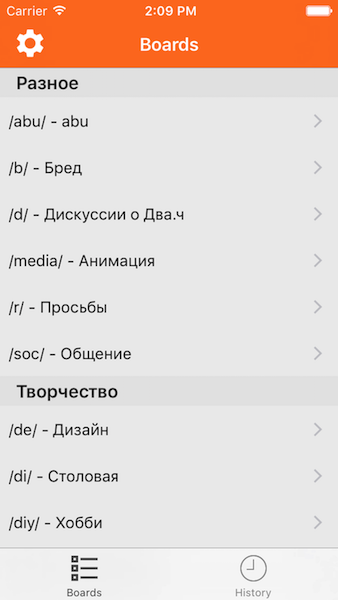 Carrier 2:09 PM
Boards
Разное
/abu/ - abu
/b/ - Бред
/d/ - Дискуссии о Два.ч
/media/ - Анимация
/r/ - Просьбы
/soc/ - Общение
Творчество
/de/ - Дизайн
/di/ - Столовая
/diy/ - Хобби
Boards History